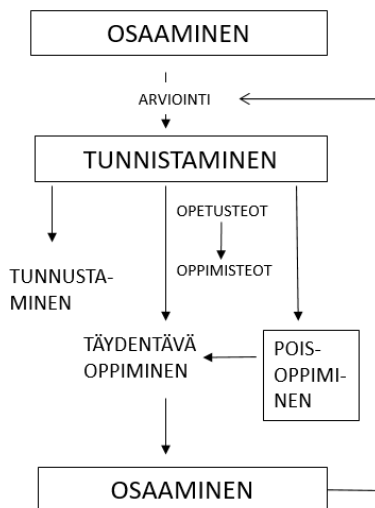 OSAAMINEN
ARVIOINTI
TUNNISTAMINEN
OPETUSTEOT
OPPIMISTEOT
TUNNUSTA-
MINEN
TÄYDENTÄVÄ
OPPIMINEN
POIS-
OPPIMI-
NEN
OSAAMINEN